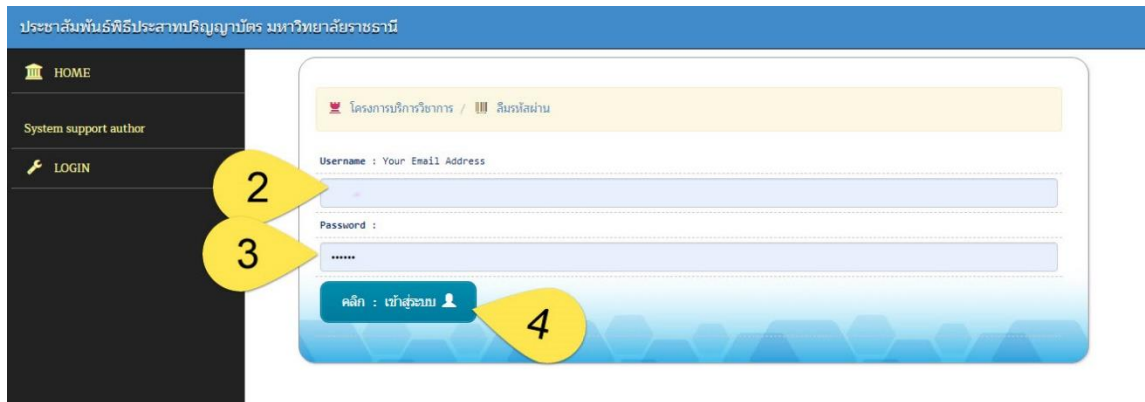 ประชาสัมพันธ์พิธีประสาทปริญญาบัตร มหาวิทยาลัยราชธานี
HOME
System support author
LOGIN
โครงการบริการวิชาการ / ลืมรหัสผ่าน
Username : Your Email Address
2
Password :
3
••••••
คลิก : เข้าสู่ระบบ
4